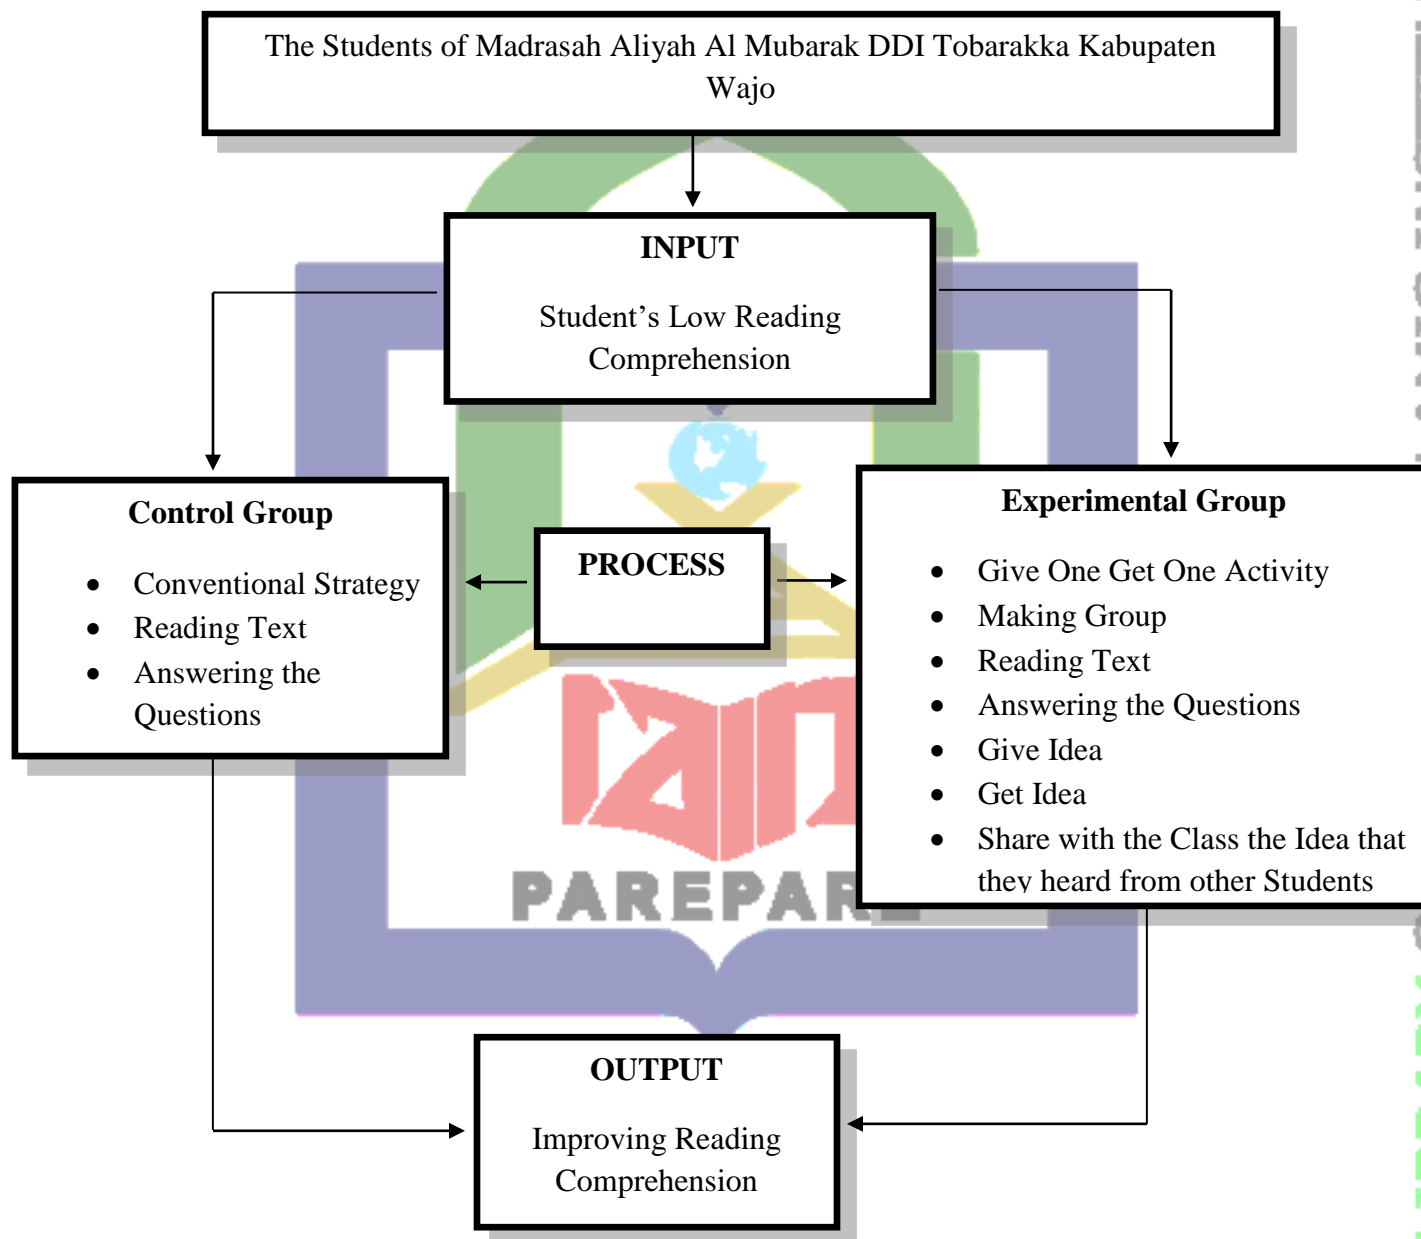 The Students of Madrasah Aliyah Al Mubarak DDI Tobarakka Kabupaten
Wajo
INPUT
Student’s Low Reading
Comprehension
Control Group
• Conventional Strategy
• Reading Text
• Answering the
Questions
PROCESS
Experimental Group
• Give One Get One Activity
• Making Group
• Reading Text
• Answering the Questions
• Give Idea
• Get Idea
• Share with the Class the Idea that
they heard from other Students
PAREPARE
OUTPUT
Improving Reading
Comprehension